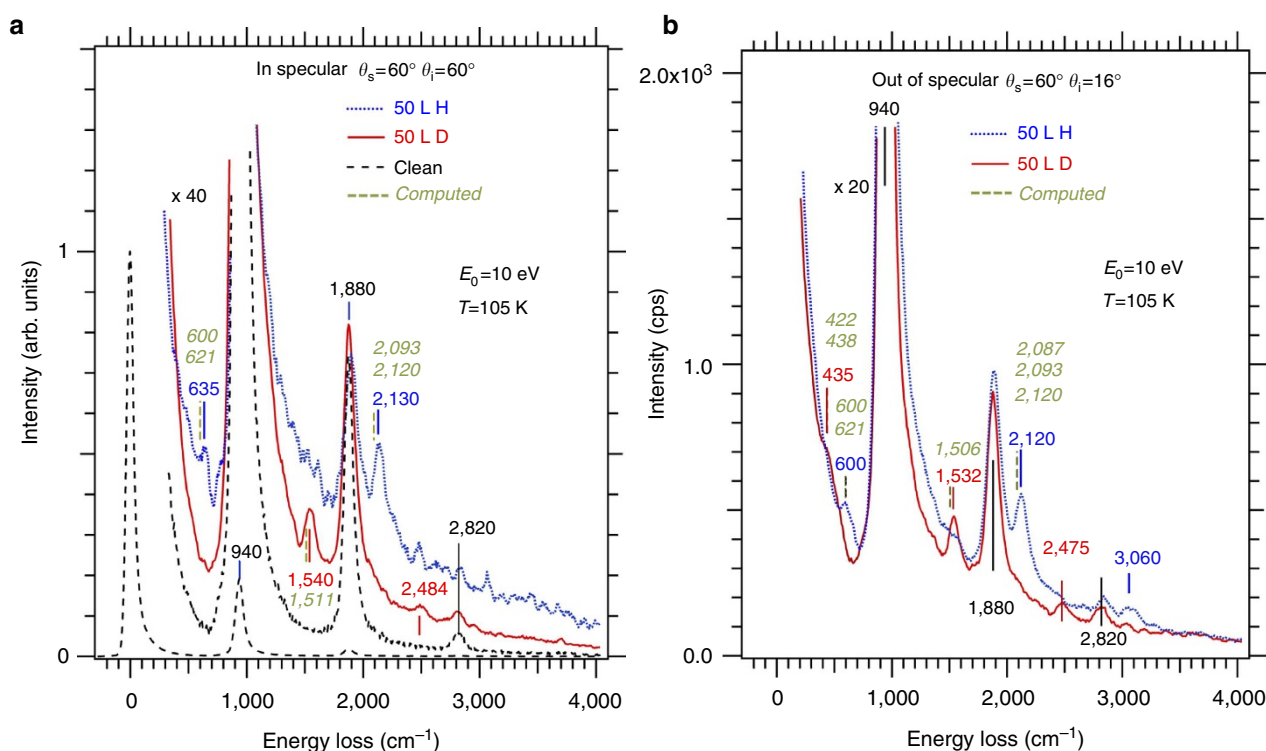 a
In specular θs=60° θi=60°
50 L H
50 L D
Clean
Computed
x 40
E0=10 eV
T=105 K
1,880
600
621
635
2,093
2,120
2,130
940
2,820
1,540
1,511
2,484
1
0
Intensity (arb. units)
0 1,000 2,000 3,000 4,000
Energy loss (cm−1)
b
2.0x10³
1.0
0.0
Intensity (cps)
Out of specular θs=60° θi=16°
940
50 L H
50 L D
Computed
x 20
E0=10 eV
T=105 K
422
438
435
600
621
600
2,087
2,093
2,120
2,120
1,506
1,532
2,475
3,060
1,880
2,820
0 1,000 2,000 3,000 4,000
Energy loss (cm−1)